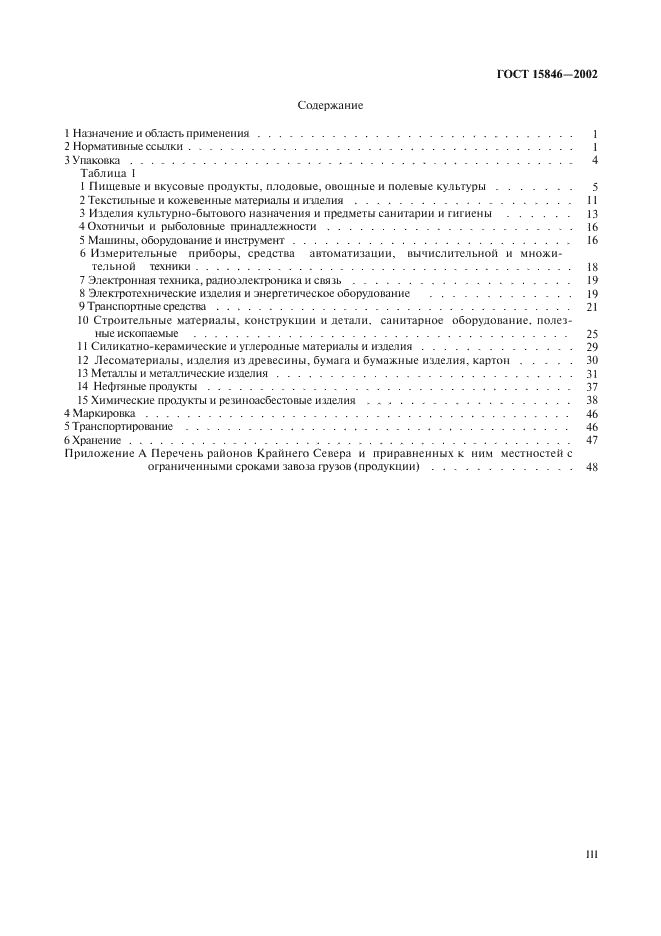 ГОСТ 15846—2002
Содержание
1 Назначение и область применения . . . . . . . . . . . . . . . . . . . . . . . . 1
2 Нормативные ссылки . . . . . . . . . . . . . . . . . . . . . . . . . . . . . 1
3 Упаковка . . . . . . . . . . . . . . . . . . . . . . . . . . . . . . . . . . 4
Таблица 1
1 Пищевые и вкусовые продукты, плодовые, овощные и полевые культуры . . . . . . . 5
2 Текстильные и кожевенные материалы и изделия . . . . . . . . . . . . . . . . . 11
3 Изделия культурно-бытового назначения и предметы санитарии и гигиены . . . . . . 13
4 Охотничьи и рыболовные принадлежности . . . . . . . . . . . . . . . . . . . 16
5 Машины, оборудование и инструмент . . . . . . . . . . . . . . . . . . . . . . 16
6 Измерительные приборы, средства автоматизации, вычислительной и множи-
тельной техники . . . . . . . . . . . . . . . . . . . . . . . . . . . . . 18
7 Электронная техника, радиоэлектроника и связь . . . . . . . . . . . . . . . . . . 19
8 Электротехнические изделия и энергетическое оборудование . . . . . . . . . . . 19
9 Транспортные средства . . . . . . . . . . . . . . . . . . . . . . . . . . . . 21
10 Строительные материалы, конструкции и детали, санитарное оборудование, полез-
ные ископаемые . . . . . . . . . . . . . . . . . . . . . . . . . . . . . 25
11 Силикатно-керамические и углеродные материалы и изделия . . . . . . . . . . . . 29
12 Лесоматериалы, изделия из древесины, бумага и бумажные изделия, картон . . . . . 30
13 Металлы и металлические изделия . . . . . . . . . . . . . . . . . . . . . . . 31
14 Нефтяные продукты . . . . . . . . . . . . . . . . . . . . . . . . . . . . 37
15 Химические продукты и резиноасбестовые изделия . . . . . . . . . . . . . . . . 38
4 Маркировка . . . . . . . . . . . . . . . . . . . . . . . . . . . . . . . . . 46
5 Транспортирование . . . . . . . . . . . . . . . . . . . . . . . . . . . . . . 46
6 Хранение . . . . . . . . . . . . . . . . . . . . . . . . . . . . . . . . . . 47
Приложение А Перечень районов Крайнего Севера и приравненных к ним местностей с
ограниченными сроками завоза грузов (продукции) . . . . . . . . . . . 48
III